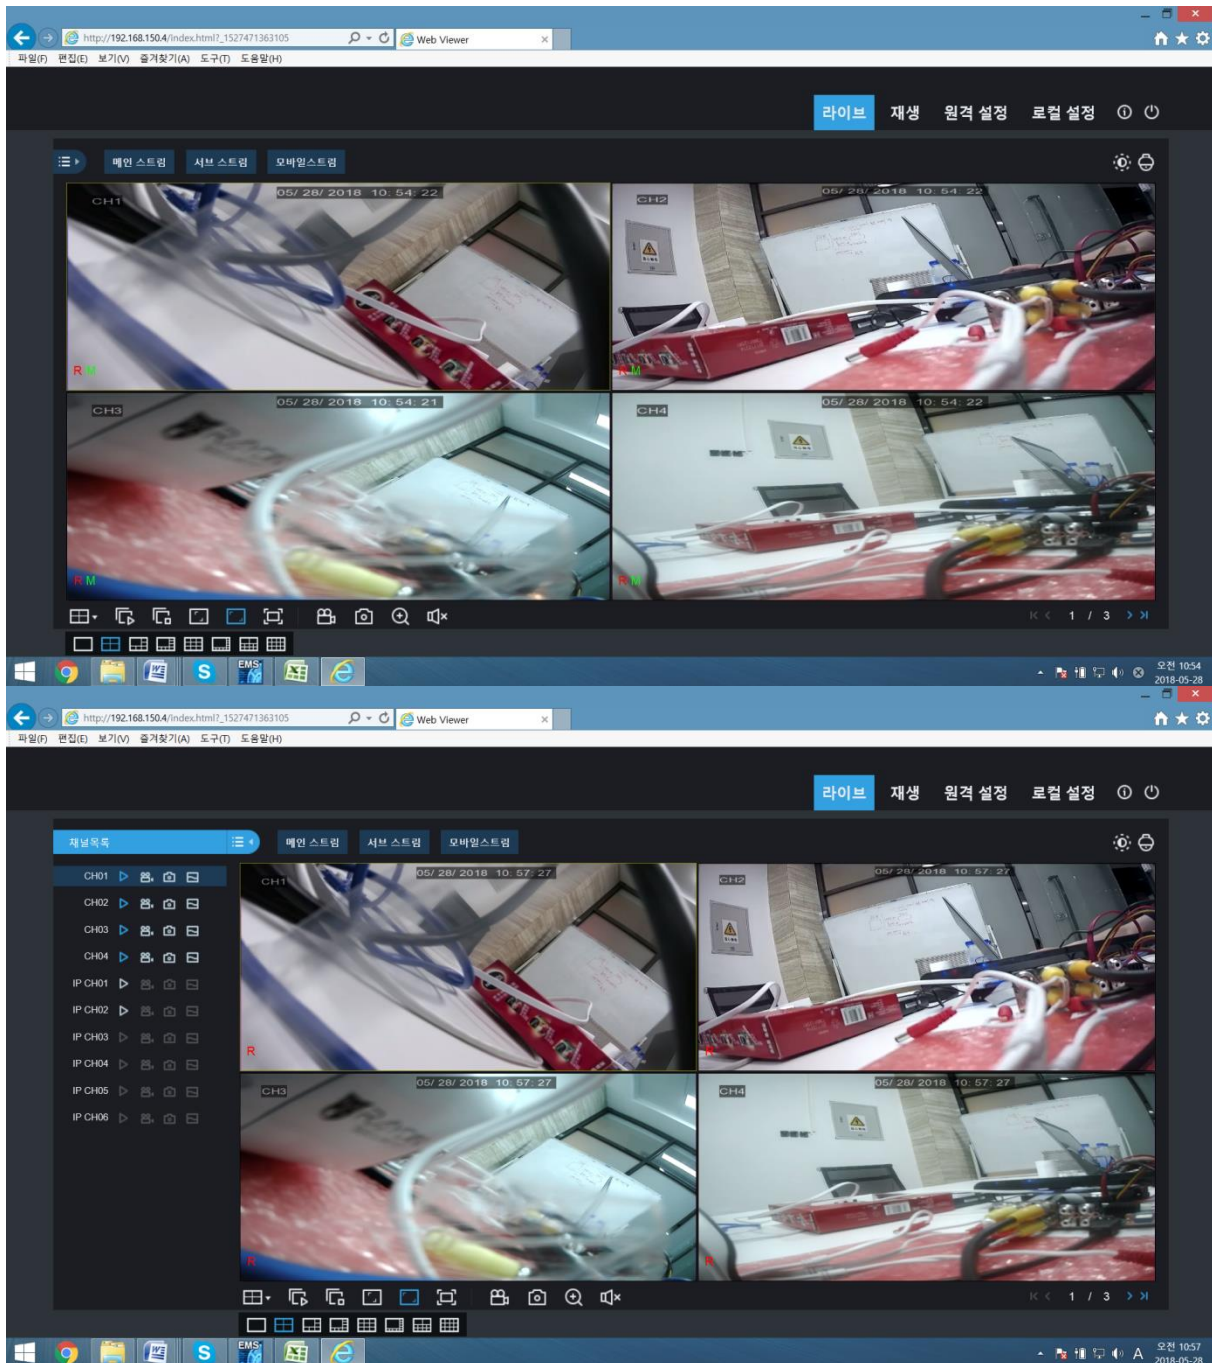 http://192.168.150.4/index.html?_1527471363105
Web Viewer
파일(F) 편집(E) 보기(V) 즐겨찾기(A) 도구(T) 도움말(H)
라이브 재생 원격 설정 로컬 설정
메인 스트림 서브 스트림 모바일스트림
CH1 05/ 28/ 2018 10: 54: 22
CH2 05/ 28/ 2018 10: 54: 22
R M
R M
CH3 05/ 28/ 2018 10: 54: 21
CH4 05/ 28/ 2018 10: 54: 22
R M
R M
1 / 3
W S EMS
오전 10:54
2018-05-28
http://192.168.150.4/index.html?_1527471363105
Web Viewer
파일(F) 편집(E) 보기(V) 즐겨찾기(A) 도구(T) 도움말(H)
라이브 재생 원격 설정 로컬 설정
채널목록 메인 스트림 서브 스트림 모바일스트림
CH01
CH02
CH03
CH04
IP CH01
IP CH02
IP CH03
IP CH04
IP CH05
IP CH06
CH1 05/ 28/ 2018 10: 57: 27
CH2 05/ 28/ 2018 10: 57: 27
R
R
CH3 05/ 28/ 2018 10: 57: 27
CH4 05/ 28/ 2018 10: 57: 27
R
R
1 / 3
W S EMS
A 오전 10:57
2018-05-28